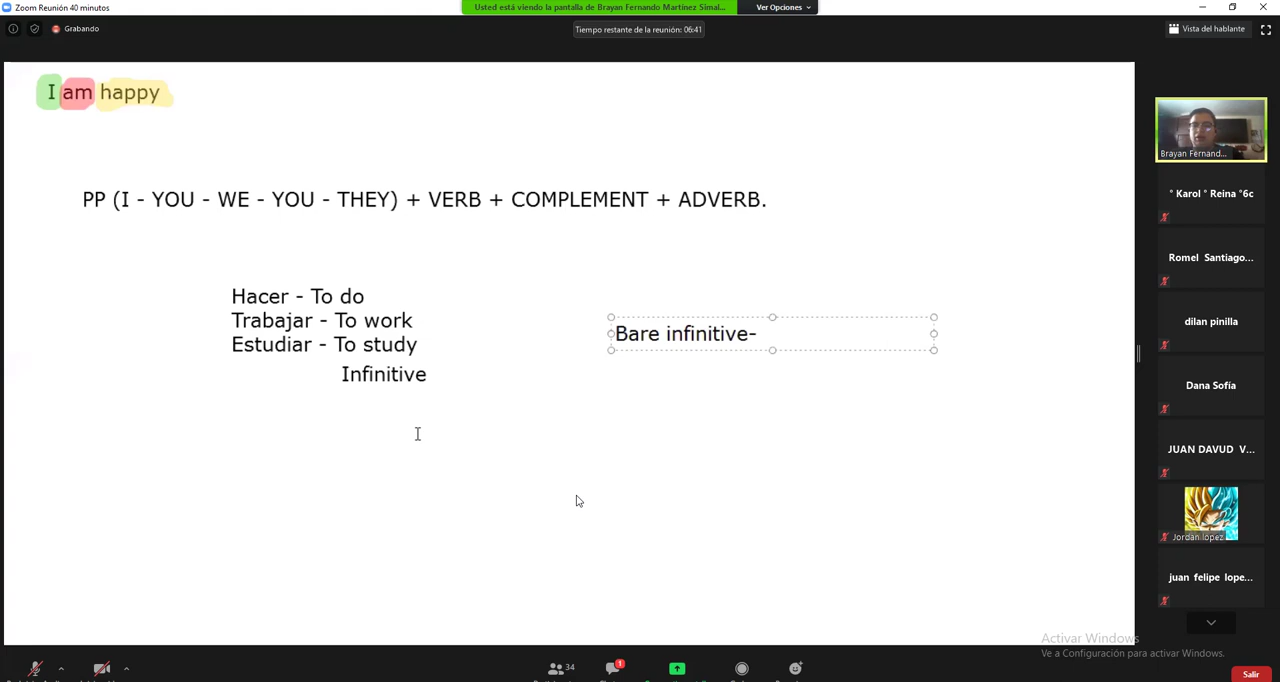 Zoom Reunión 40 minutos
Usted está viendo la pantalla de Brayan Fernando Martinez Simal...
Ver Opciones
Grabando
Tiempo restante de la reunión: 06:41
Vista del hablante
I am happy
PP (I - YOU - WE - YOU - THEY) + VERB + COMPLEMENT + ADVERB.
Hacer - To do
Trabajar - To work
Estudiar - To study
Infinitive
Bare infinitive-
Brayan Fernand...
° Karol ° Reina °6c
Romel Santiago...
dilan pinilla
Dana Sofía
JUAN DAVUD V...
Jordan lopez
juan felipe lope...
Activar Windows
Ve a Configuración para activar Windows.
34
1
Salir